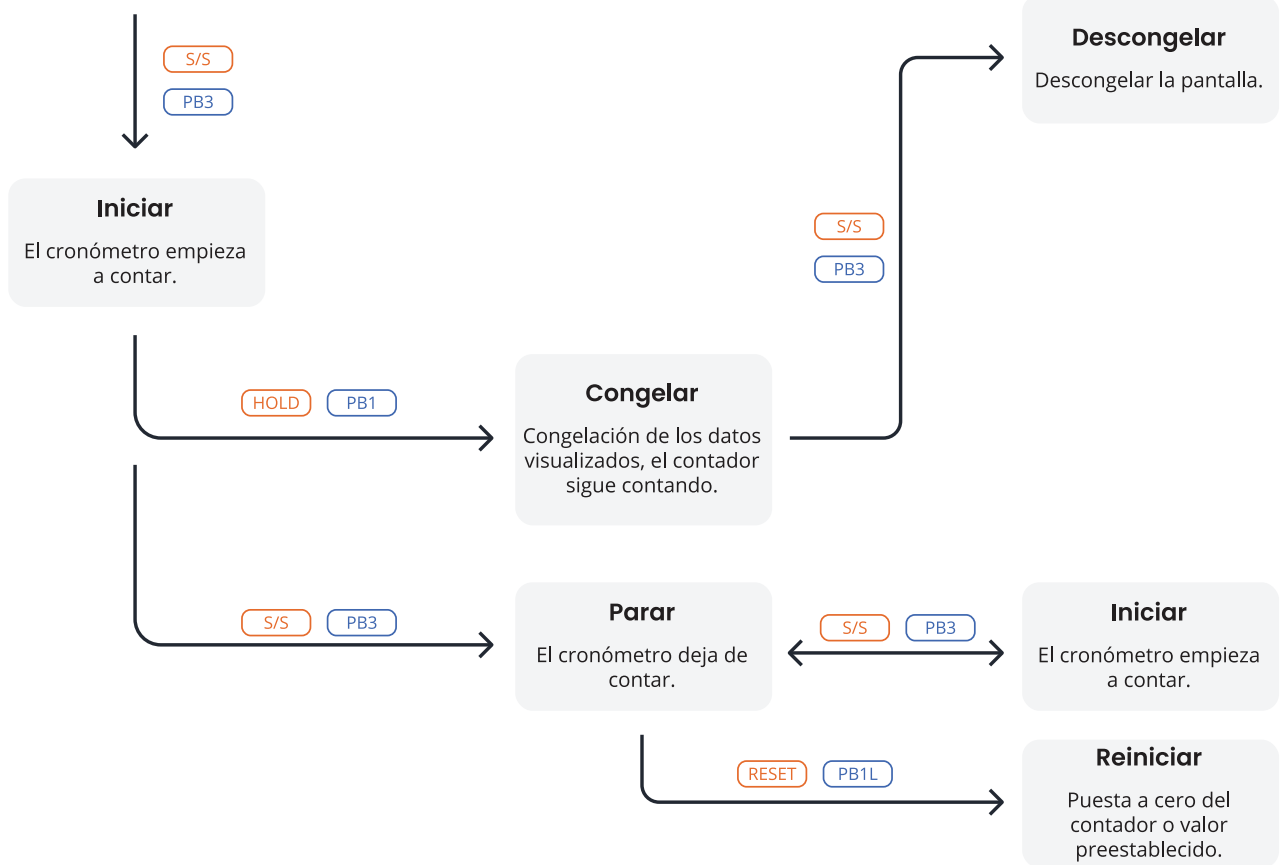 S/S
PB3
Iniciar
El cronómetro empieza
a contar.
Descongelar
Descongelar la pantalla.
S/S
PB3
HOLD PB1
Congelar
Congelación de los datos
visualizados, el contador
sigue contando.
S/S PB3
Parar
El cronómetro deja de
contar.
S/S PB3
Iniciar
El cronómetro empieza
a contar.
RESET PB1L
Reiniciar
Puesta a cero del
contador o valor
preestablecido.